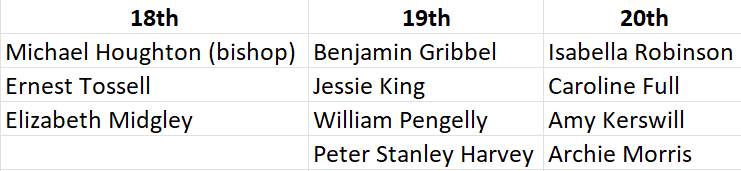 18th 19th 20th
Michael Houghton (bishop) Benjamin Gribbel Isabella Robinson
Ernest Tossell Jessie King Caroline Full
Elizabeth Midgley William Pengelly Amy Kerswill
Peter Stanley Harvey Archie Morris